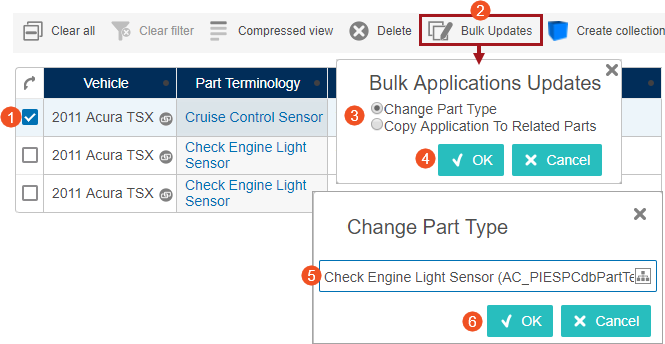 2
Clear all
Clear filter
Compressed view
Delete
Bulk Updates
Create collection
Vehicle
Part Terminology
1
2011 Acura TSX
Cruise Control Sensor
2011 Acura TSX
Check Engine Light
Sensor
2011 Acura TSX
Check Engine Light
Sensor
Bulk Applications Updates
3
Change Part Type
Copy Application To Related Parts
4
OK
Cancel
Change Part Type
5
Check Engine Light Sensor (AC_PIESPCdbPartTe
6
OK
Cancel